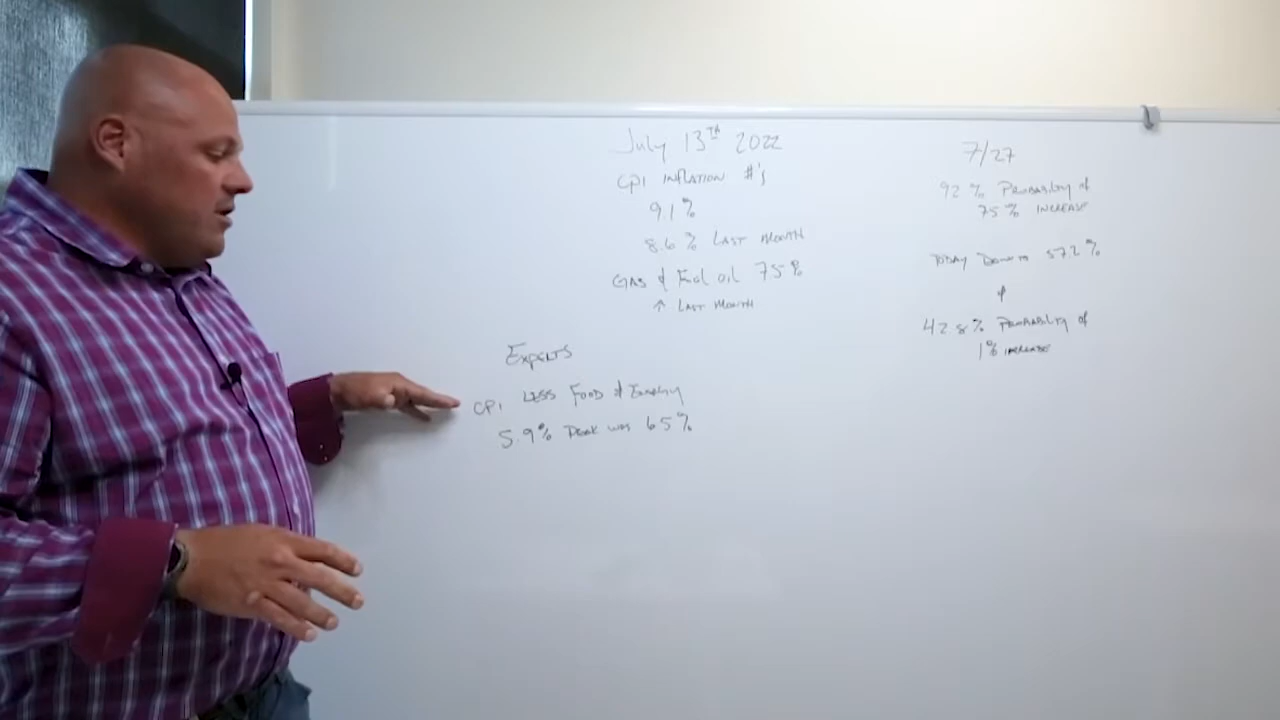 July 13TH 2022
CPI INFLATION #'s
9.1%
8.6% LAST MONTH
GAS & Fuel oil 75%
↑ LAST MONTH
Experts
CPI LESS FOOD & Energy
5.9% Peak was 6.5%
7/27
92% Probability of
75% INCREASE
TODAY Down to 57.2%
&
42.8% Probability of
1% increase